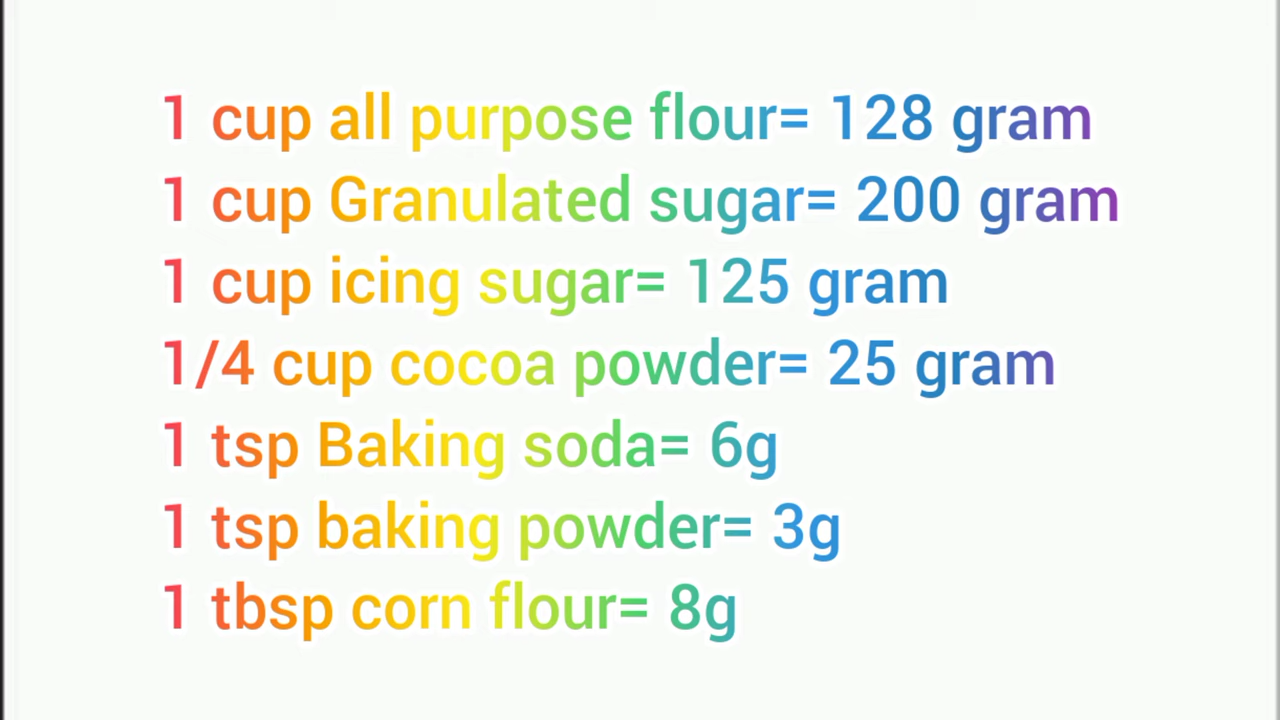 1 cup all purpose flour= 128 gram
1 cup Granulated sugar= 200 gram
1 cup icing sugar= 125 gram
1/4 cup cocoa powder= 25 gram
1 tsp Baking soda= 6g
1 tsp baking powder= 3g
1 tbsp corn flour= 8g